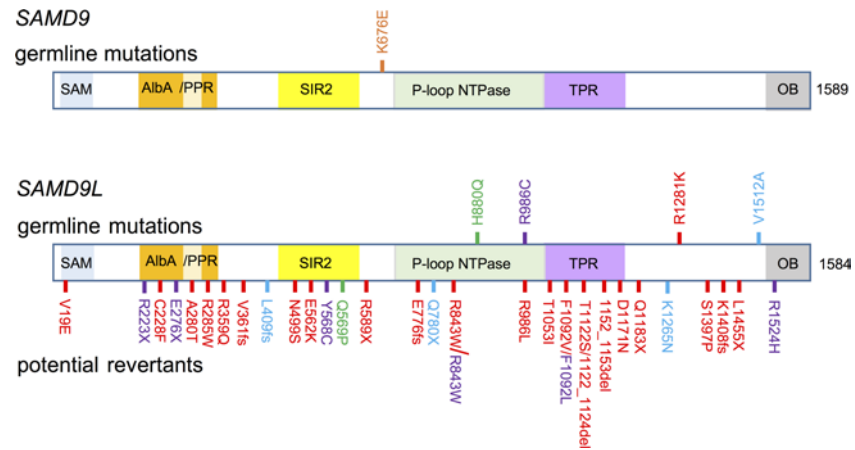 SAMD9
germline mutations
K676E
SAM AlbA /PPR SIR2 P-loop NTPase TPR OB 1589
SAMD9L
germline mutations
H880Q R986C R1281K V1512A
SAM AlbA /PPR SIR2 P-loop NTPase TPR OB 1584
potential revertants
V19E
R223X
C228F
E276X
A280T
R285W
R359Q
V361fs
L409fs
N499S
E562K
Y568C
Q569P
R589X
E776fs
Q780X
R843W/
R843W
R986L
T1053I
F1092V/F1092L
T1122S/1122_1124del
1152_1153del
D1171N
Q1183X
K1265N
S1397P
K1408fs
L1455X
R1524H